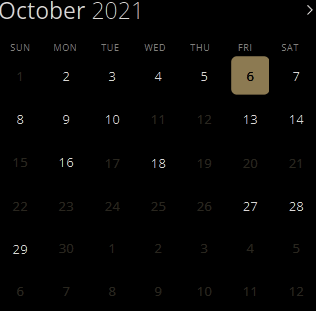 October 2021
SUN MON TUE WED THU FRI SAT
1 2 3 4 5 6 7
8 9 10 11 12 13 14
15 16 17 18 19 20 21
22 23 24 25 26 27 28
29 30 1 2 3 4 5
6 7 8 9 10 11 12